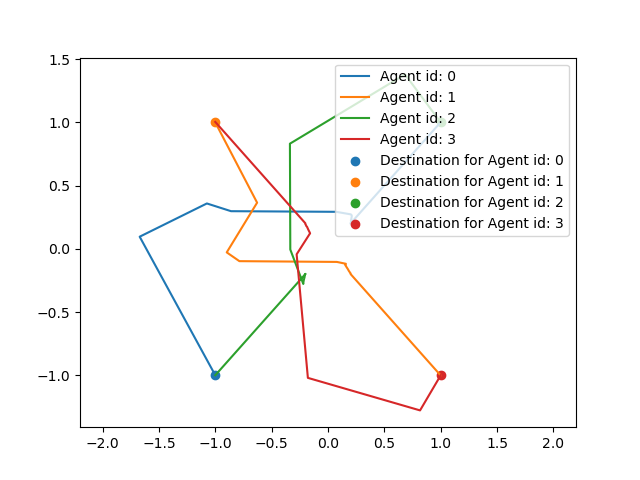 1.5
1.0
0.5
0.0
−0.5
−1.0
Agent id: 0
Agent id: 1
Agent id: 2
Agent id: 3
Destination for Agent id: 0
Destination for Agent id: 1
Destination for Agent id: 2
Destination for Agent id: 3
−2.0 −1.5 −1.0 −0.5 0.0 0.5 1.0 1.5 2.0